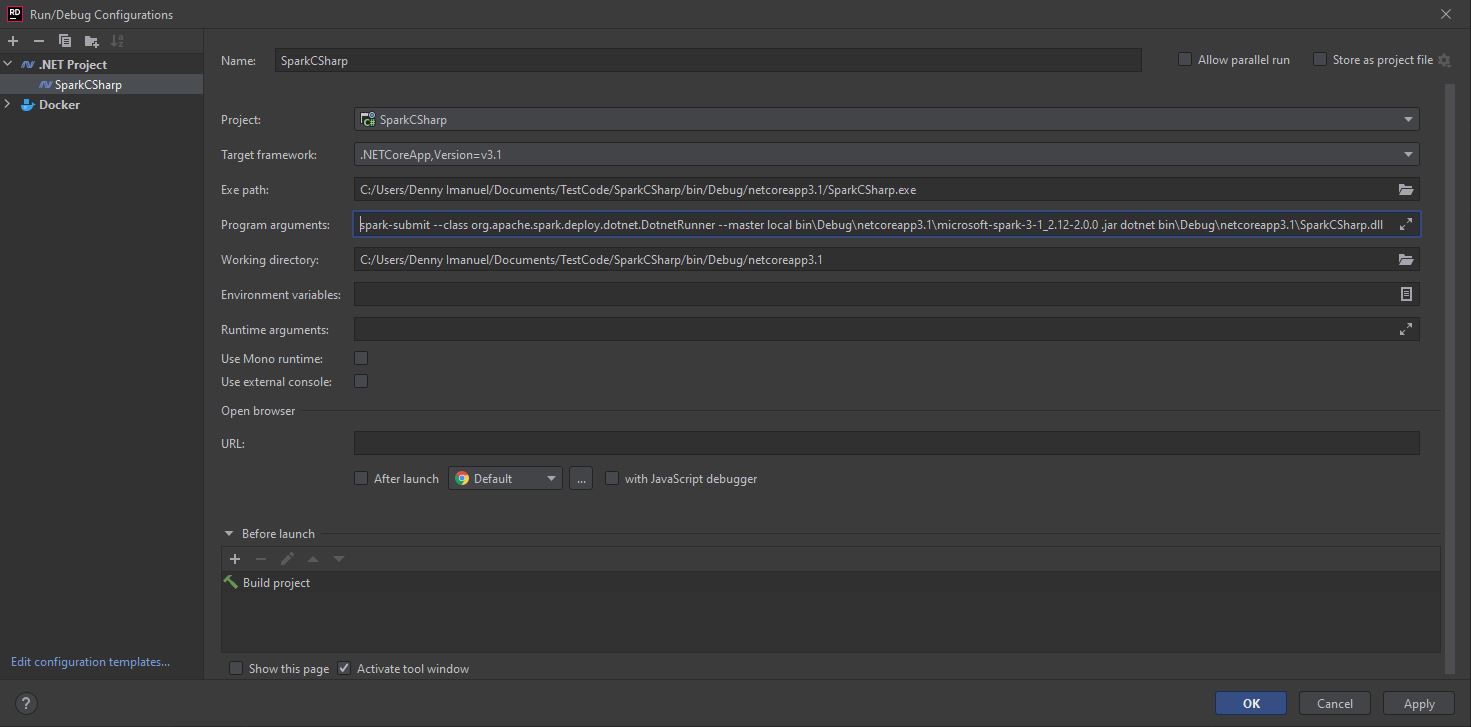 RD Run/Debug Configurations
.NET Project
SparkCSharp
Docker
Name: SparkCSharp Allow parallel run Store as project file
Project: C# SparkCSharp
Target framework: .NETCoreApp,Version=v3.1
Exe path: C:/Users/Denny Imanuel/Documents/TestCode/SparkCSharp/bin/Debug/netcoreapp3.1/SparkCSharp.exe
Program arguments: spark-submit --class org.apache.spark.deploy.dotnet.DotnetRunner --master local bin\Debug\netcoreapp3.1\microsoft-spark-3-1_2.12-2.0.0 .jar dotnet bin\Debug\netcoreapp3.1\SparkCSharp.dll
Working directory: C:/Users/Denny Imanuel/Documents/TestCode/SparkCSharp/bin/Debug/netcoreapp3.1
Environment variables:
Runtime arguments:
Use Mono runtime:
Use external console:
Open browser
URL:
After launch Default ... with JavaScript debugger
Before launch
Build project
Edit configuration templates...
Show this page Activate tool window
? OK Cancel Apply